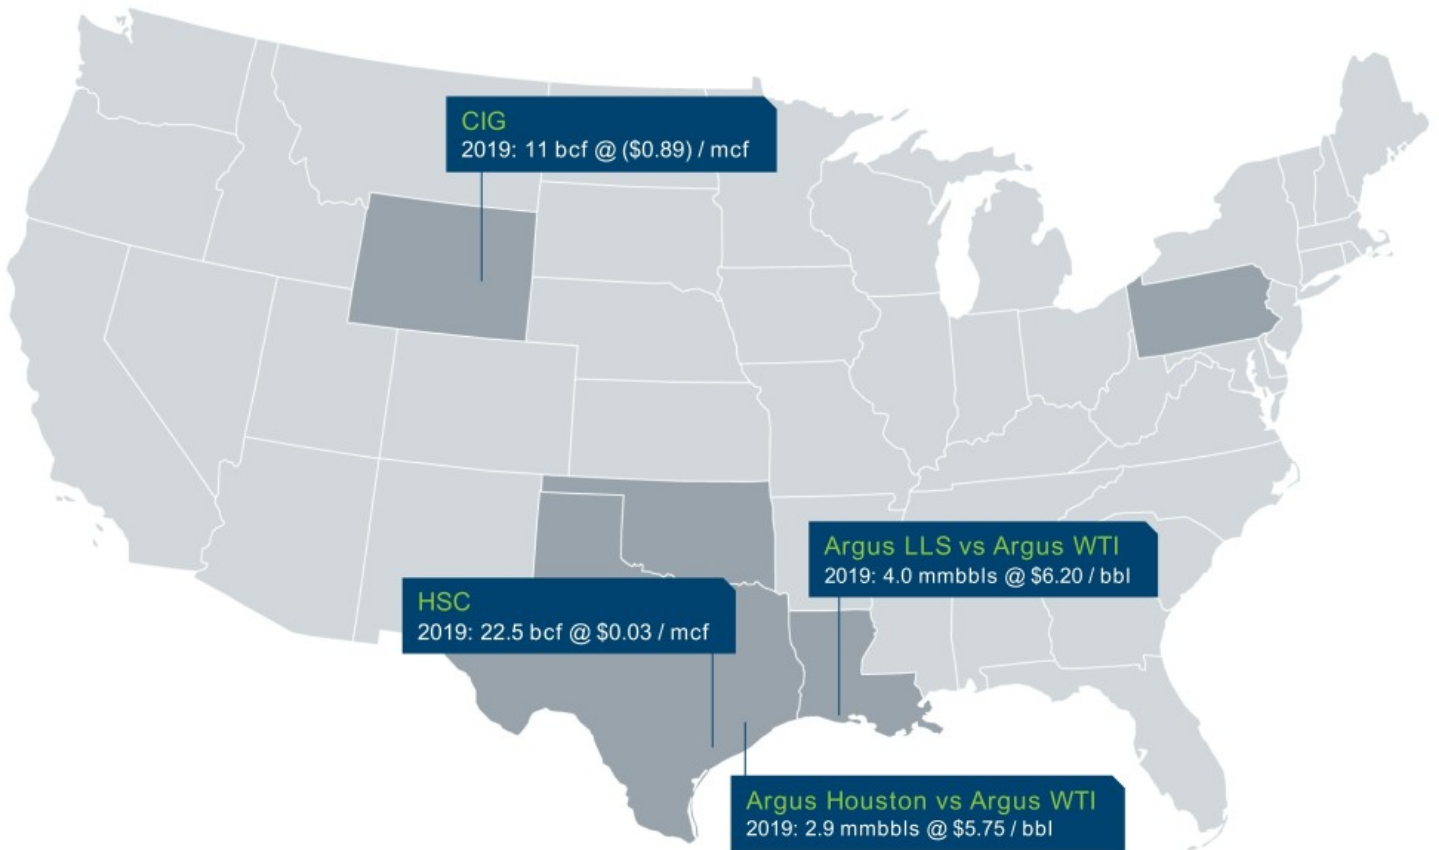 CIG
2019: 11 bcf @ ($0.89) / mcf
Argus LLS vs Argus WTI
2019: 4.0 mmbbls @ $6.20 / bbl
HSC
2019: 22.5 bcf @ $0.03 / mcf
Argus Houston vs Argus WTI
2019: 2.9 mmbbls @ $5.75 / bbl